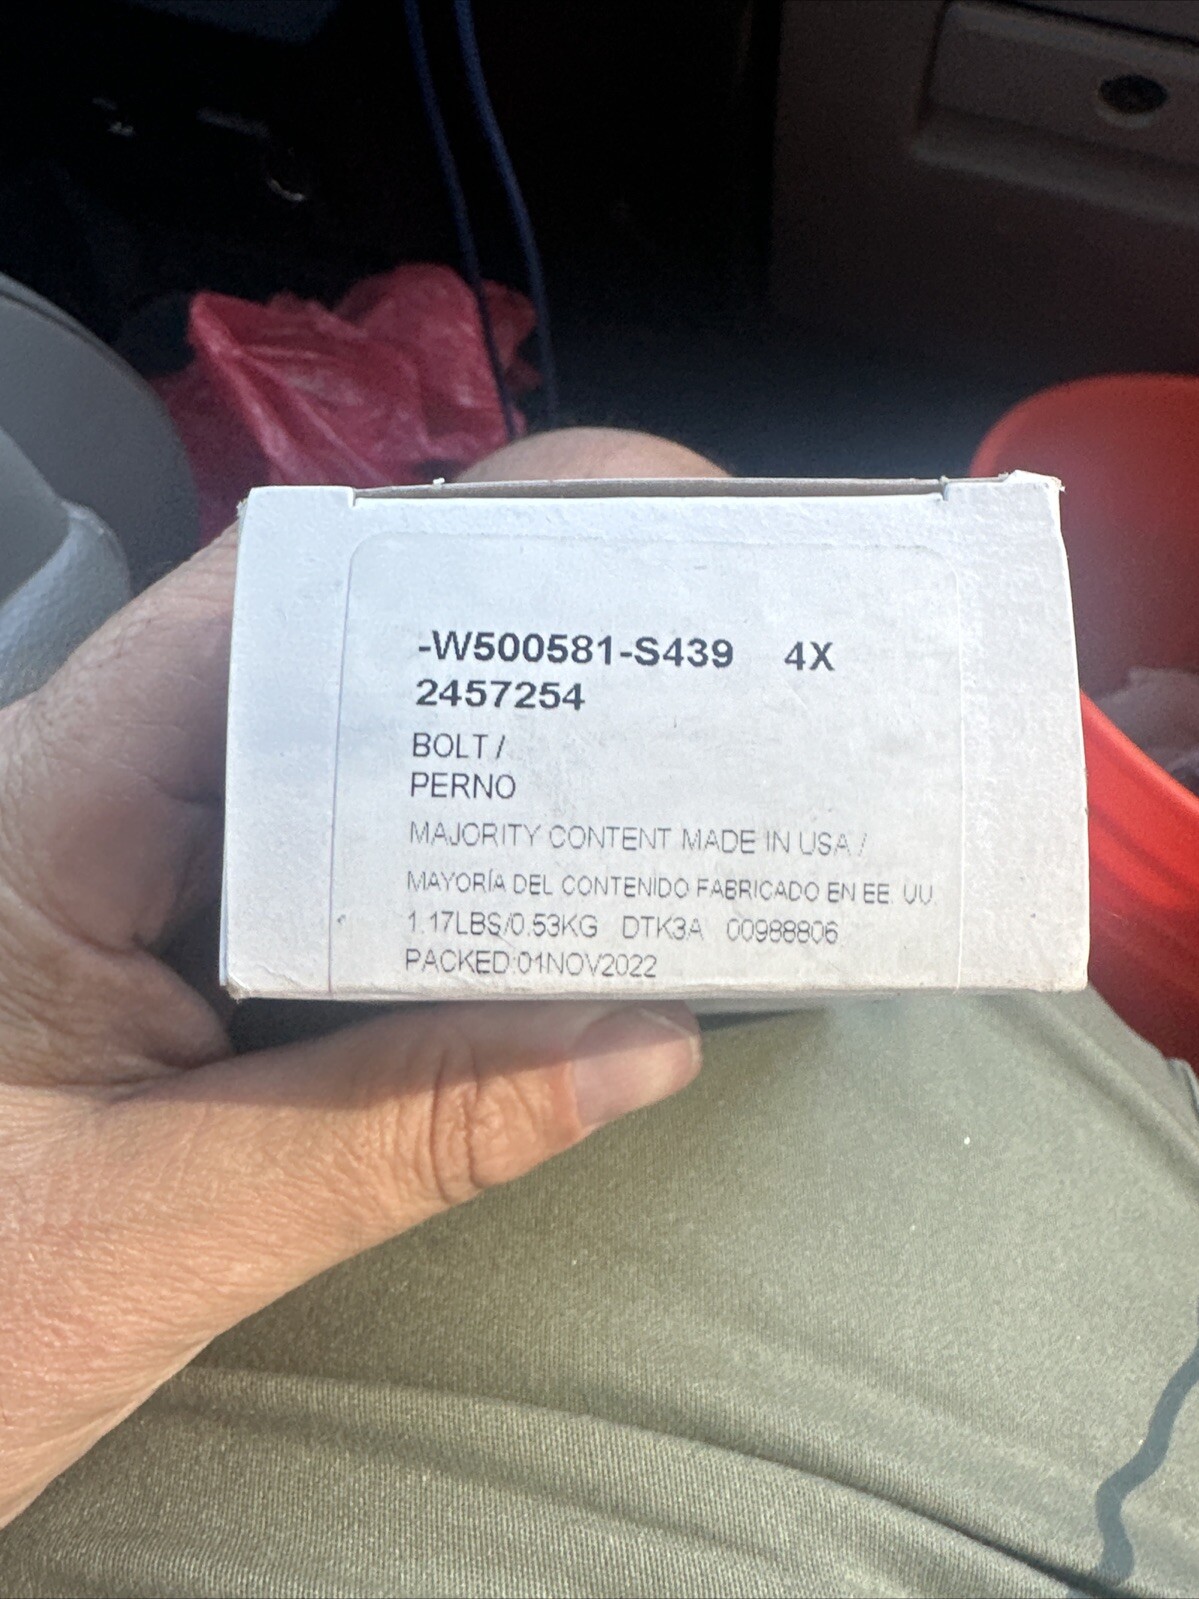 -W500581-S439 4X
2457254
BOLT /
PERNO
MAJORITY CONTENT MADE IN USA /
MAYORÍA DEL CONTENIDO FABRICADO EN EE. UU.
1.17LBS/0.53KG DTK3A 00988806
PACKED:01NOV2022